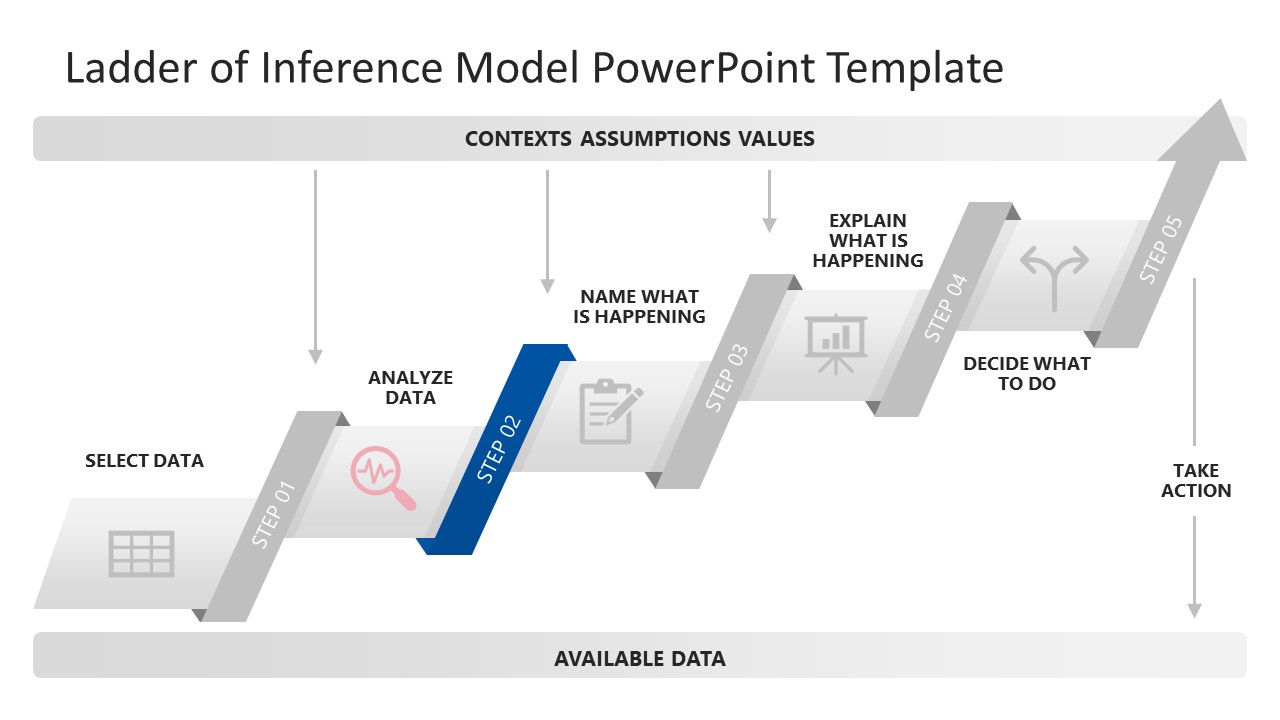 Ladder of Inference Model PowerPoint Template
CONTEXTS ASSUMPTIONS VALUES
SELECT DATA
STEP 01
ANALYZE
DATA
STEP 02
NAME WHAT
IS HAPPENING
STEP 03
EXPLAIN
WHAT IS
HAPPENING
STEP 04
DECIDE WHAT
TO DO
STEP 05
TAKE
ACTION
AVAILABLE DATA